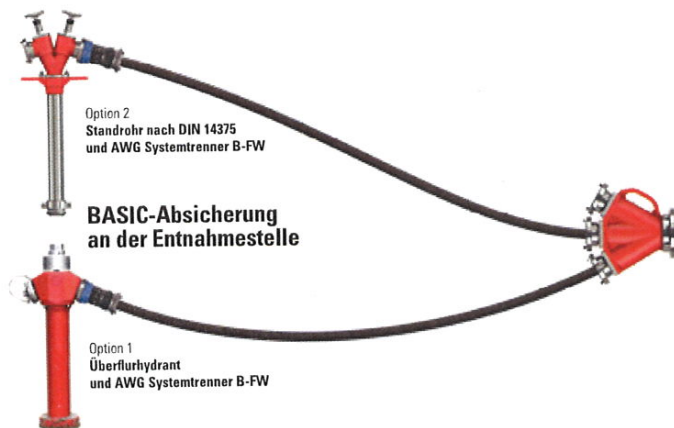 Option 2
Standrohr nach DIN 14375
und AWG Systemtrenner B-FW
BASIC-Absicherung
an der Entnahmestelle
Option 1
Überflurhydrant
und AWG Systemtrenner B-FW